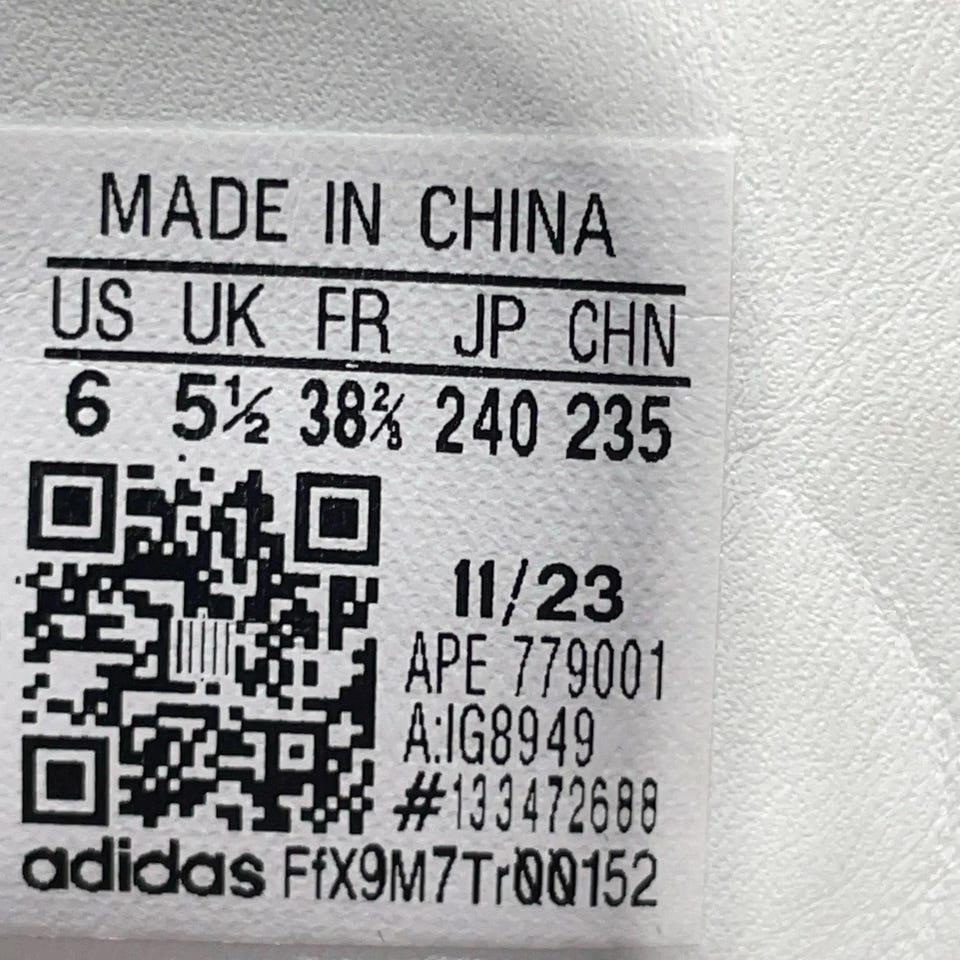 MADE IN CHINA
US UK FR JP CHN
6 5½ 38⅔ 240 235
11/23
APE 779001
A:IG8949
#133472688
adidas FfX9M7Tr00152